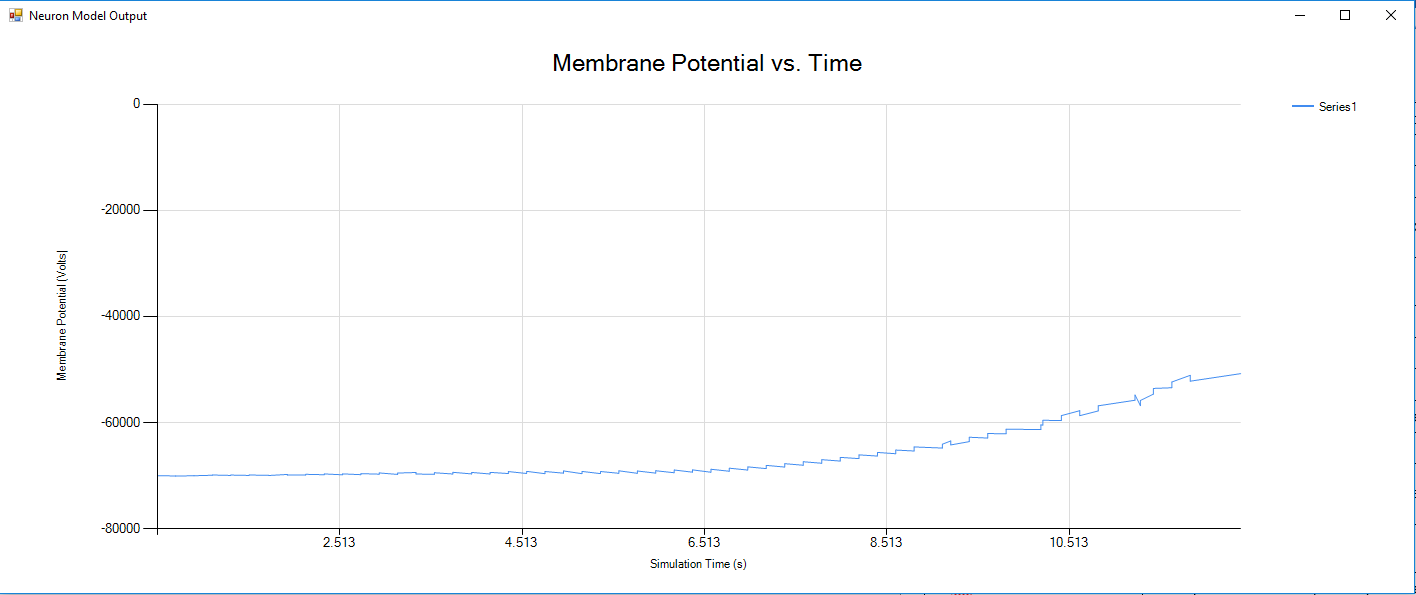 Neuron Model Output
Membrane Potential vs. Time
Series1
Membrane Potential (Volts)
0
-20000
-40000
-60000
-80000
2.513 4.513 6.513 8.513 10.513
Simulation Time (s)